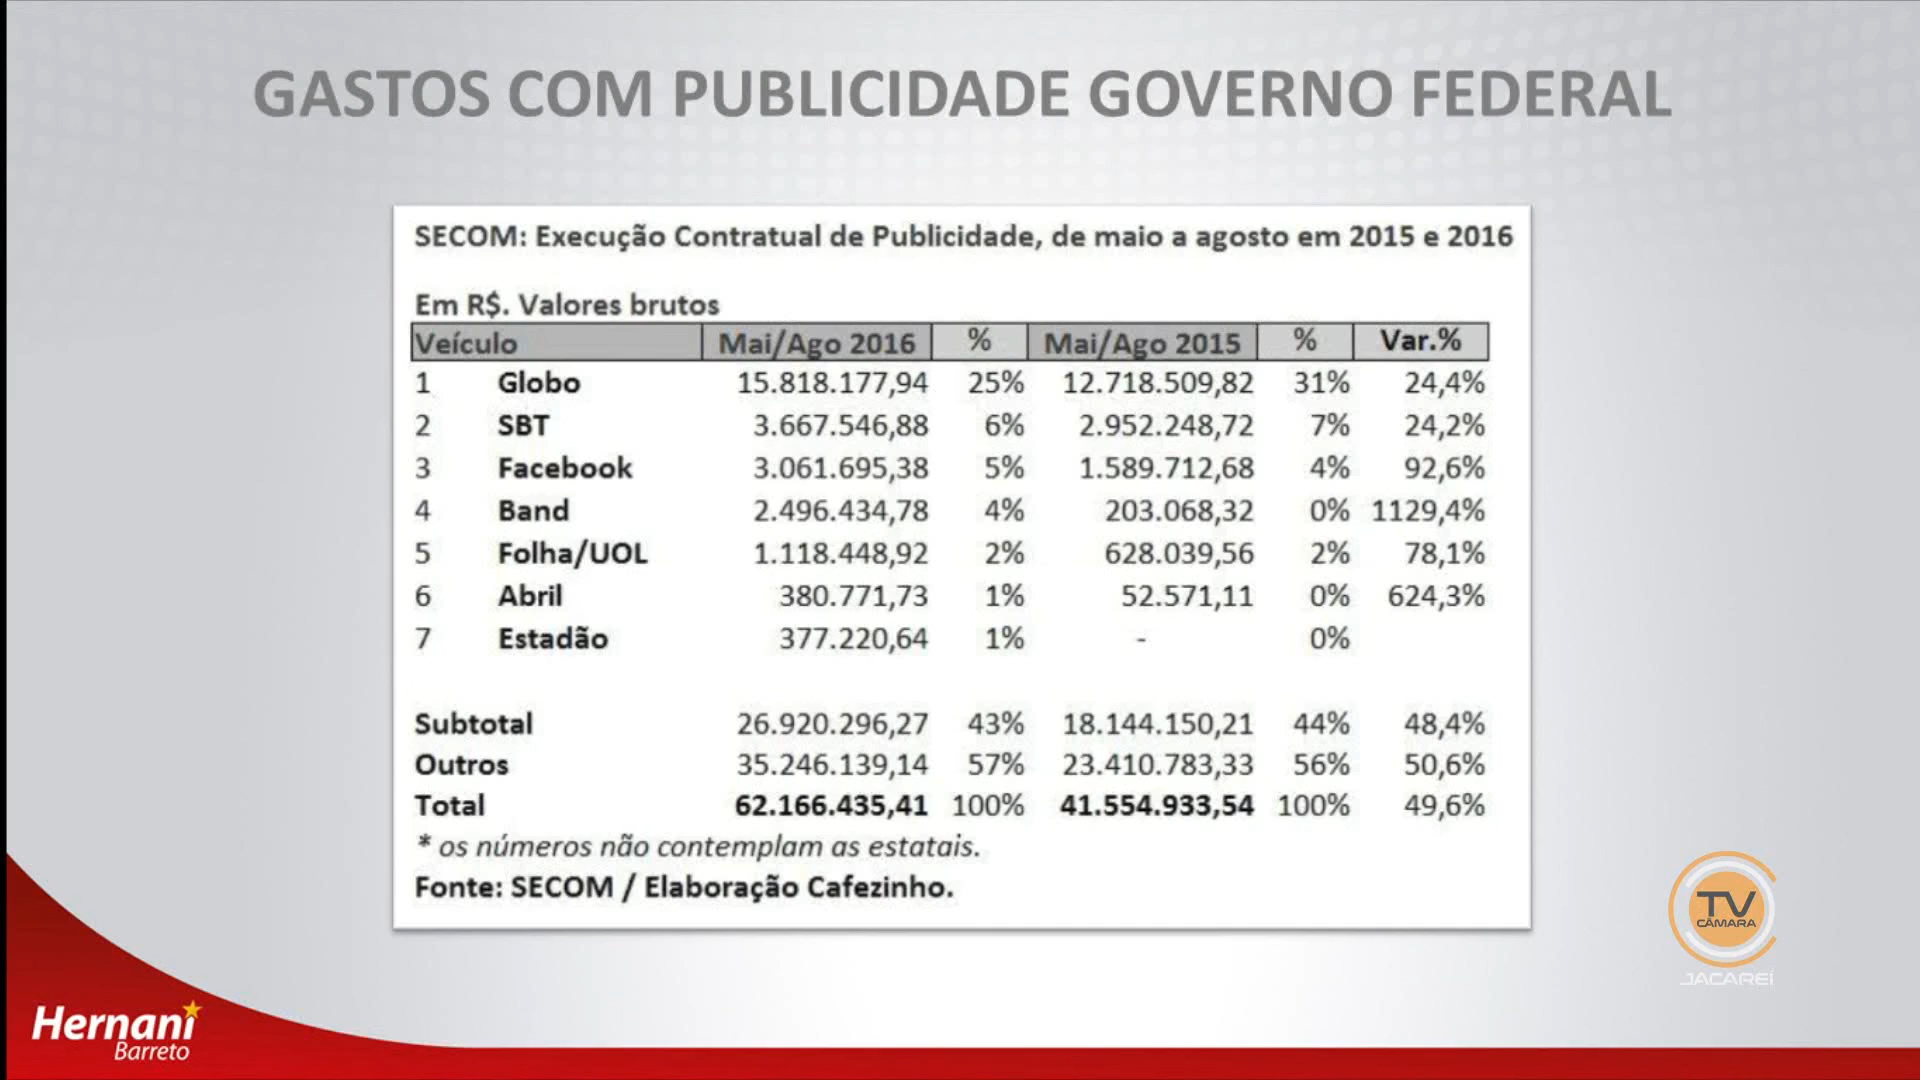 GASTOS COM PUBLICIDADE GOVERNO FEDERAL
SECOM: Execução Contratual de Publicidade, de maio a agosto em 2015 e 2016
Em R$. Valores brutos
Veículo Mai/Ago 2016 % Mai/Ago 2015 % Var.%
1 Globo 15.818.177,94 25% 12.718.509,82 31% 24,4%
2 SBT 3.667.546,88 6% 2.952.248,72 7% 24,2%
3 Facebook 3.061.695,38 5% 1.589.712,68 4% 92,6%
4 Band 2.496.434,78 4% 203.068,32 0% 1129,4%
5 Folha/UOL 1.118.448,92 2% 628.039,56 2% 78,1%
6 Abril 380.771,73 1% 52.571,11 0% 624,3%
7 Estadão 377.220,64 1% - 0%
Subtotal 26.920.296,27 43% 18.144.150,21 44% 48,4%
Outros 35.246.139,14 57% 23.410.783,33 56% 50,6%
Total 62.166.435,41 100% 41.554.933,54 100% 49,6%
* os números não contemplam as estatais.
Fonte: SECOM / Elaboração Cafezinho.
TV
CÂMARA
JACAREÍ
Hernani
Barreto